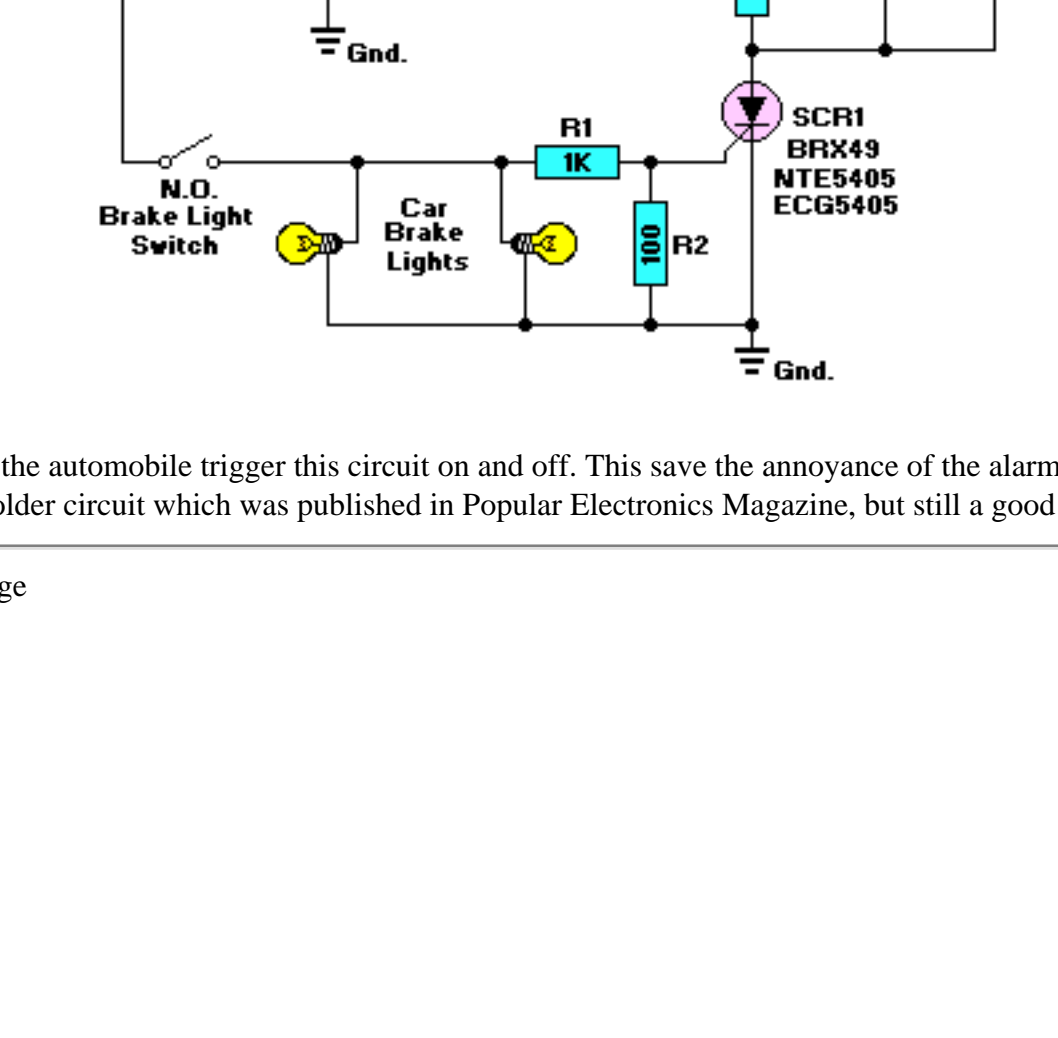 Gnd.
R1
1K
SCR1
BRX49
NTE5405
ECG5405
N.O.
Brake Light
Switch
Car
Brake
Lights
100
R2
Gnd.
the automobile trigger this circuit on and off. This save the annoyance of the alarm
older circuit which was published in Popular Electronics Magazine, but still a good
ge